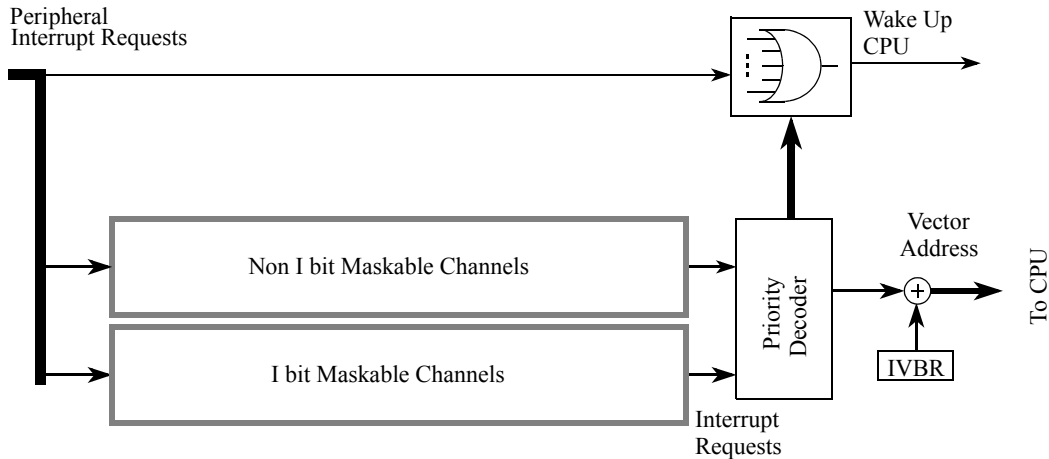 Peripheral
Interrupt Requests
Wake Up
CPU
Non I bit Maskable Channels
I bit Maskable Channels
Priority
Decoder
Vector
Address
To CPU
IVBR
Interrupt
Requests